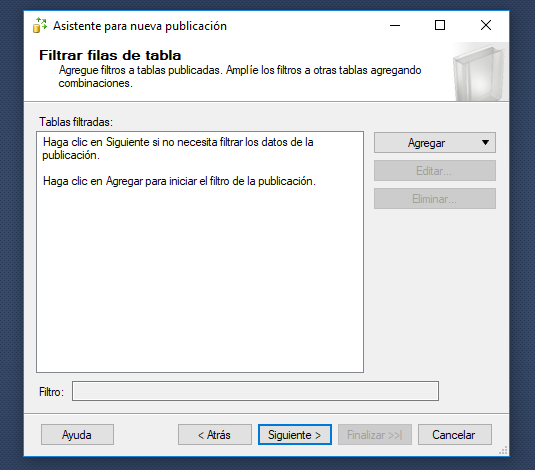 Asistente para nueva publicación
Filtrar filas de tabla
Agregue filtros a tablas publicadas. Amplíe los filtros a otras tablas agregando
combinaciones.
Tablas filtradas:
Haga clic en Siguiente si no necesita filtrar los datos de la
publicación.
Haga clic en Agregar para iniciar el filtro de la publicación.
Agregar
Editar...
Eliminar...
Filtro:
Ayuda
< Atrás
Siguiente >
Finalizar >>|
Cancelar